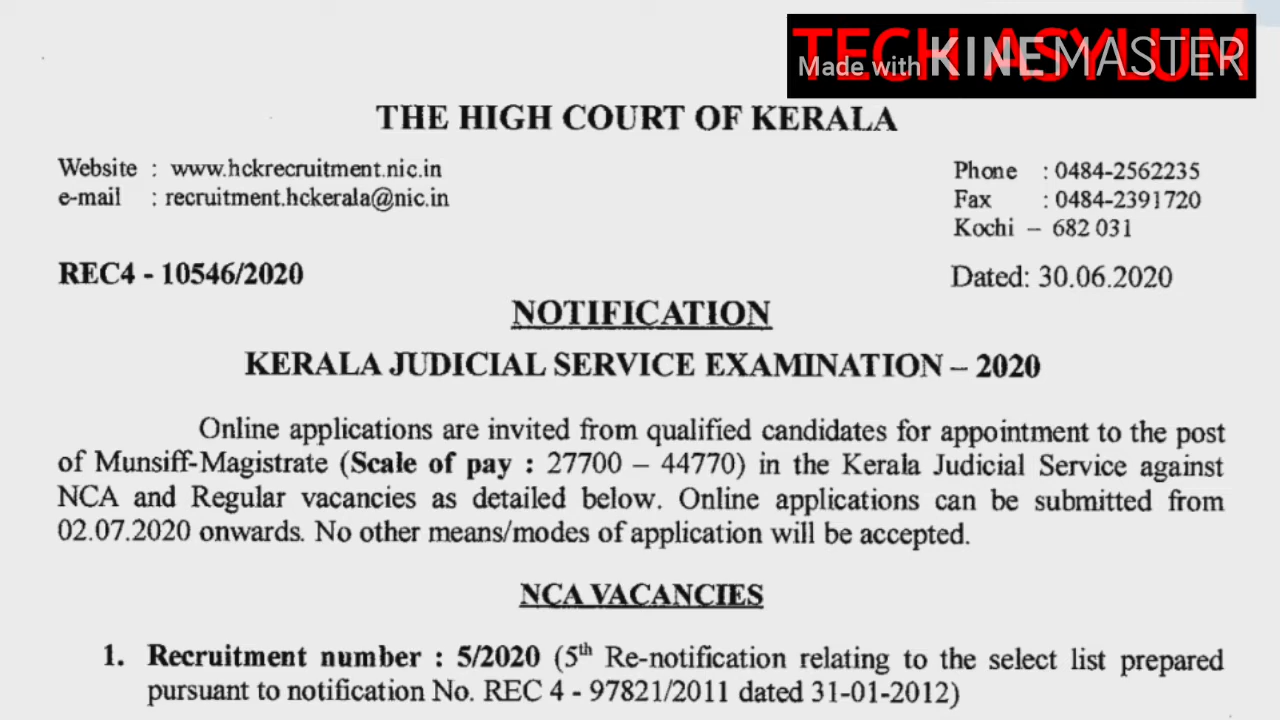 TECH ASYLUM
Made with KINEMASTER
THE HIGH COURT OF KERALA
Website : www.hckrecruitment.nic.in
e-mail : recruitment.hckerala@nic.in
Phone : 0484-2562235
Fax : 0484-2391720
Kochi – 682 031
REC4 - 10546/2020
Dated: 30.06.2020
NOTIFICATION
KERALA JUDICIAL SERVICE EXAMINATION – 2020
Online applications are invited from qualified candidates for appointment to the post
of Munsiff-Magistrate (Scale of pay : 27700 – 44770) in the Kerala Judicial Service against
NCA and Regular vacancies as detailed below. Online applications can be submitted from
02.07.2020 onwards. No other means/modes of application will be accepted.
NCA VACANCIES
1. Recruitment number : 5/2020 (5th Re-notification relating to the select list prepared
pursuant to notification No. REC 4 - 97821/2011 dated 31-01-2012)